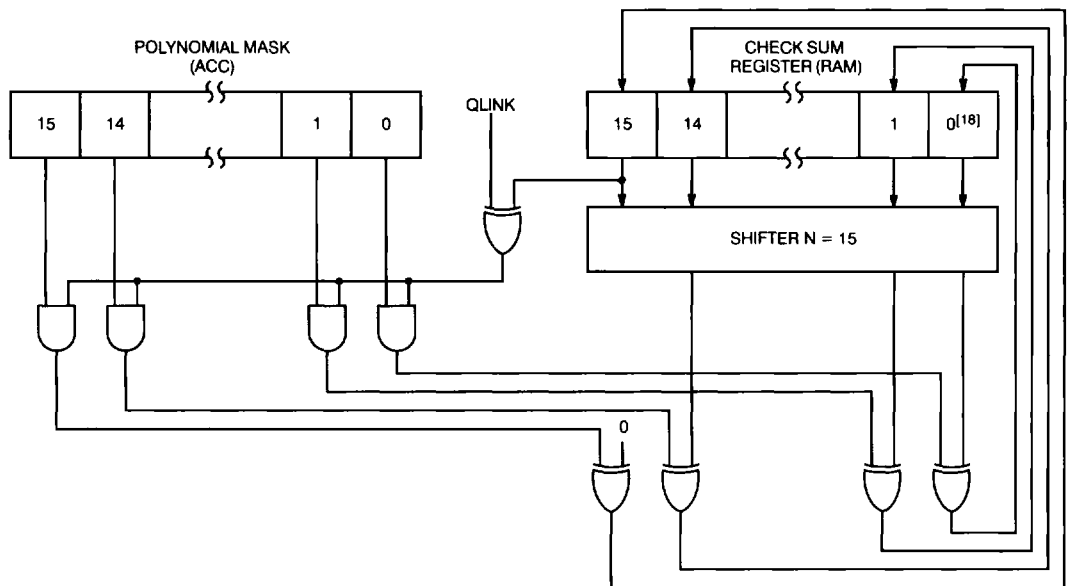 POLYNOMIAL MASK
(ACC)
CHECK SUM
REGISTER (RAM)
QLINK
15 14 1 0
15 14 1 0[18]
SHIFTER N = 15
0